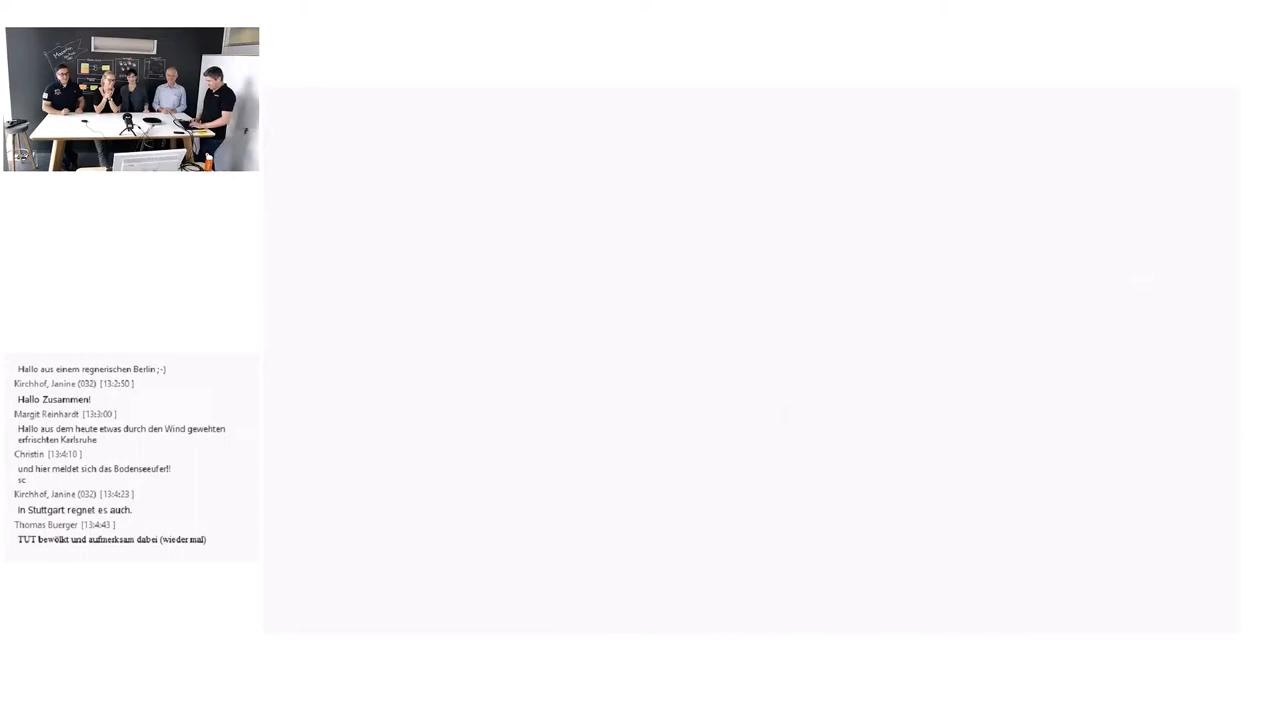 Hallo aus einem regnerischen Berlin ;-)
Kirchhof, Janine (032) [13:2:50 ]
Hallo Zusammen!
Margit Reinhardt [13:3:00 ]
Hallo aus dem heute etwas durch den Wind gewehten
erfrischten Karlsruhe
Christin [13:4:10 ]
und hier meldet sich das Bodenseeufer!!
sc
Kirchhof, Janine (032) [13:4:23 ]
In Stuttgart regnet es auch.
Thomas Buerger [13:4:43 ]
TUT bewölkt und aufmerksam dabei (wieder mal)